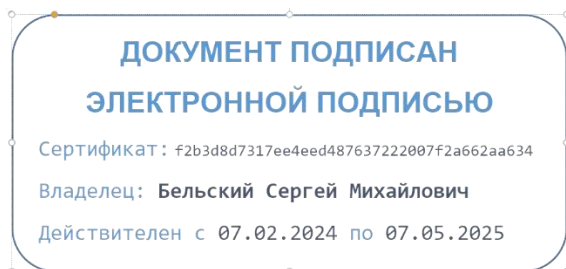 ДОКУМЕНТ ПОДПИСАН
ЭЛЕКТРОННОЙ ПОДПИСЬЮ
Сертификат: f2b3d8d7317ee4eed487637222007f2a662aa634
Владелец: Бельский Сергей Михайлович
Действителен с 07.02.2024 по 07.05.2025